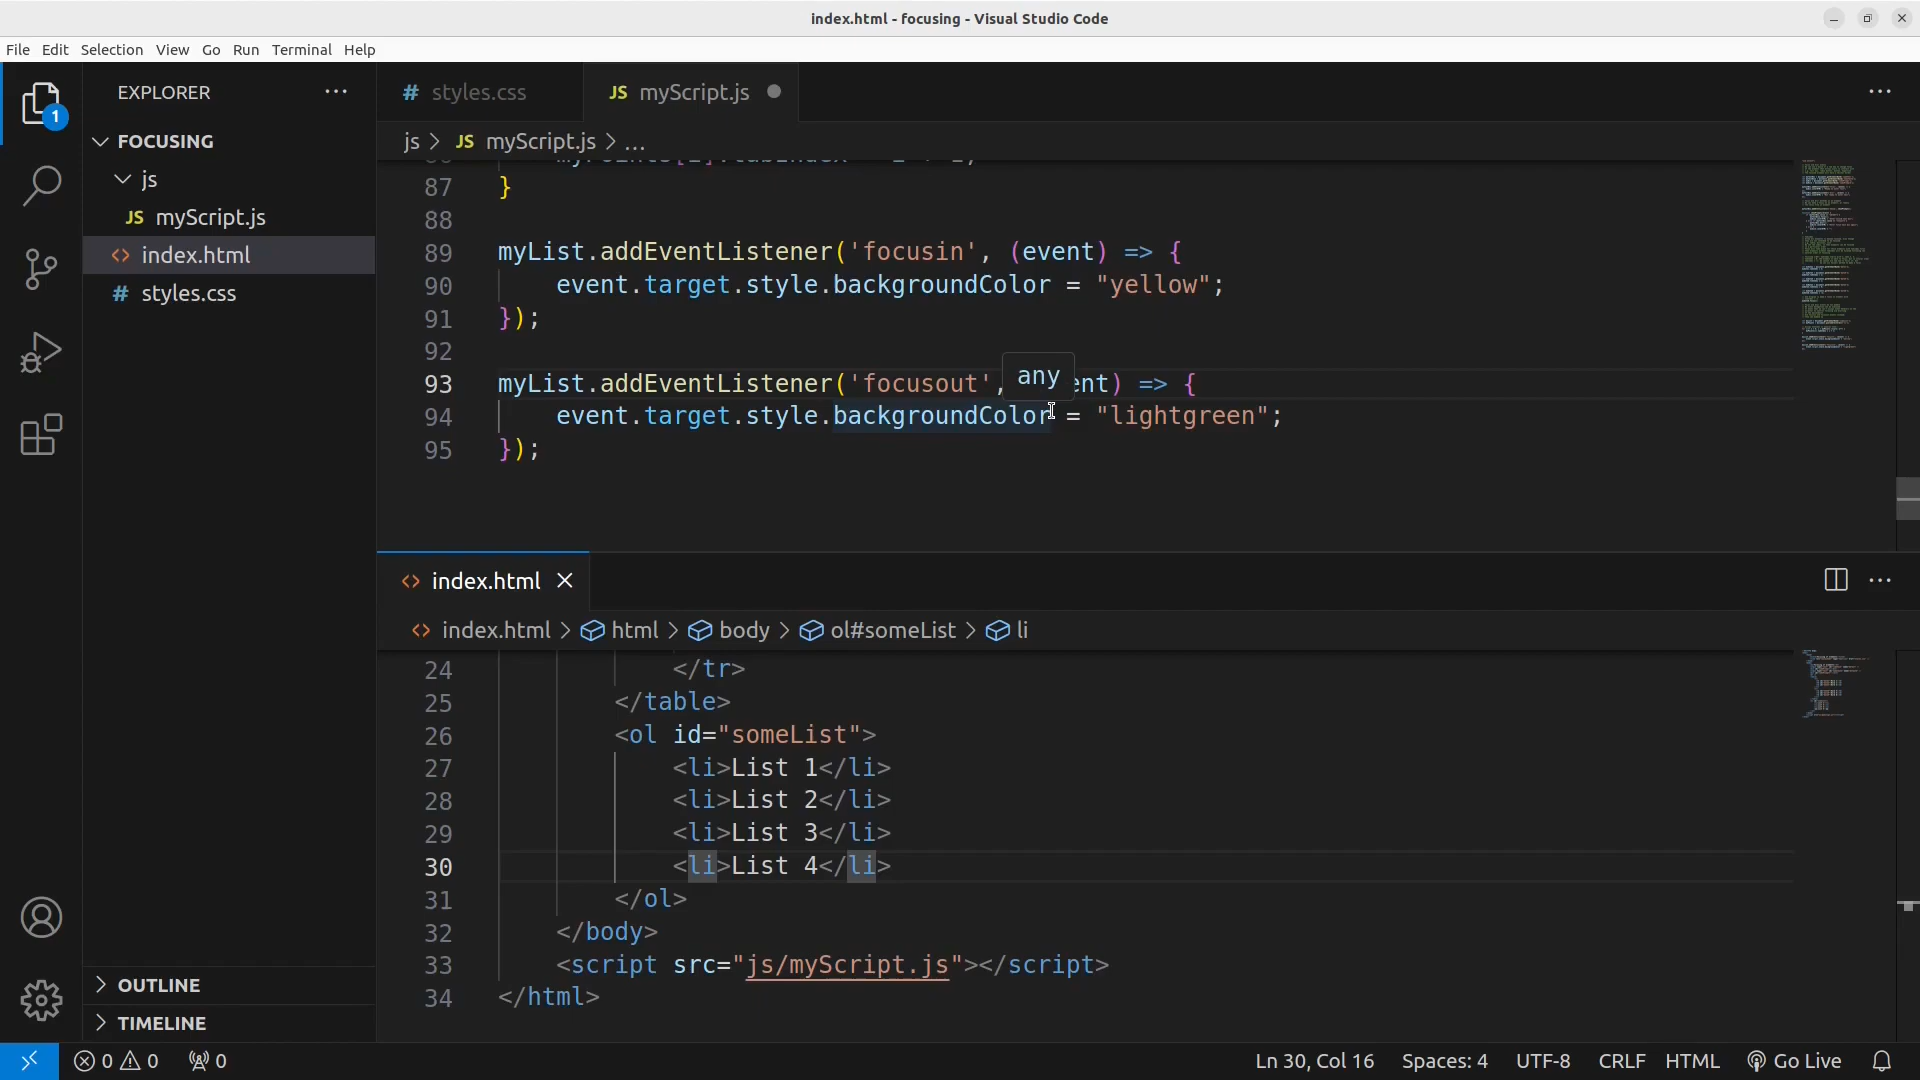 index.html - focusing - Visual Studio Code
File Edit Selection View Go Run Terminal Help
1
EXPLORER ...
FOCUSING
js
JS myScript.js
<> index.html
# styles.css
OUTLINE
TIMELINE
# styles.css
JS myScript.js
...
js > JS myScript.js > ...
87 }
88
89 myList.addEventListener('focusin', (event) => {
90 event.target.style.backgroundColor = "yellow";
91 });
92
93 myList.addEventListener('focusout', ent) => {
any
94 event.target.style.backgroundColor = "lightgreen";
95 });
<> index.html
...
<> index.html > html > body > ol#someList > li
24 </tr>
25 </table>
26 <ol id="someList">
27 <li>List 1</li>
28 <li>List 2</li>
29 <li>List 3</li>
30 <li>List 4</li>
31 </ol>
32 </body>
33 <script src="js/myScript.js"></script>
34 </html>
0 0 0 Ln 30, Col 16 Spaces: 4 UTF-8 CRLF HTML Go Live